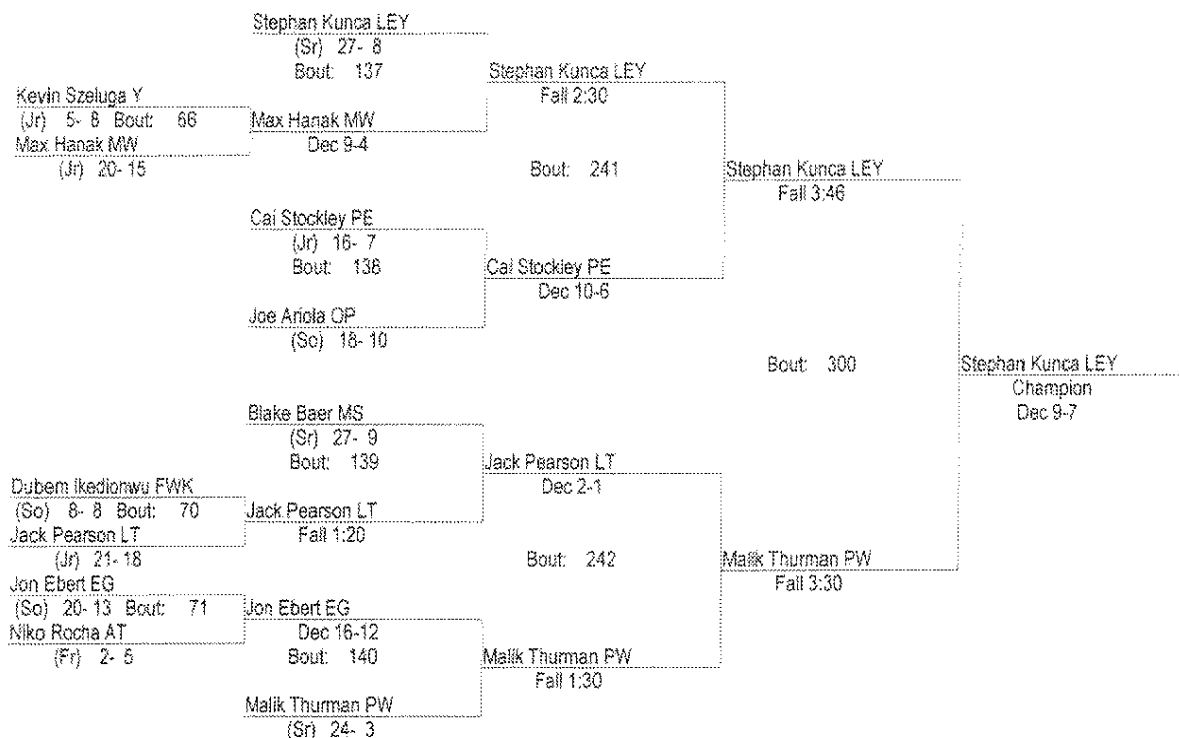 Stephan Kunca LEY
(Sr) 27- 8
Bout: 137
Stephan Kunca LEY
Fall 2:30
Kevin Szeluga Y
(Jr) 5- 8 Bout: 66
Max Hanak MW
(Jr) 20- 15
Max Hanak MW
Dec 9-4
Bout: 241
Stephan Kunca LEY
Fall 3:46
Cal Stockley PE
(Jr) 16- 7
Bout: 138
Cal Stockley PE
Dec 10-6
Joe Ariola OP
(So) 18- 10
Bout: 300
Stephan Kunca LEY
Champion
Dec 9-7
Blake Baer MS
(Sr) 27- 9
Bout: 139
Jack Pearson LT
Dec 2-1
Dubem Ikedionwu FWK
(So) 8- 8 Bout: 70
Jack Pearson LT
(Jr) 21- 18
Jack Pearson LT
Fall 1:20
Bout: 242
Malik Thurman PW
Fall 3:30
Jon Ebert EG
(So) 20- 13 Bout: 71
Niko Rocha AT
(Fr) 2- 5
Jon Ebert EG
Dec 16-12
Bout: 140
Malik Thurman PW
Fall 1:30
Malik Thurman PW
(Sr) 24- 3